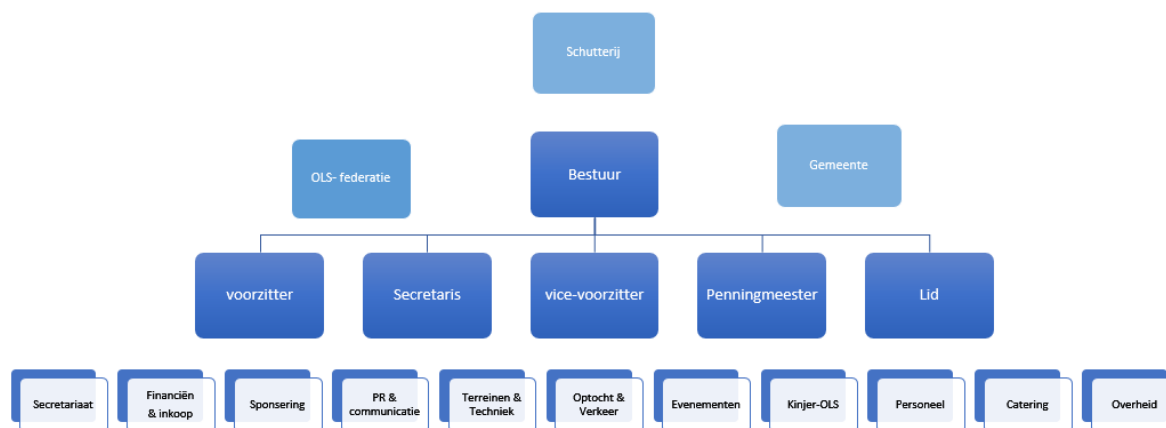 Schutterij
OLS- federatie
Bestuur
Gemeente
voorzitter
Secretaris
vice-voorzitter
Penningmeester
Lid
Secretariaat
Financiën
& inkoop
Sponsering
PR &
communicatie
Terreinen &
Techniek
Optocht &
Verkeer
Evenementen
Kinjer-OLS
Personeel
Catering
Overheid